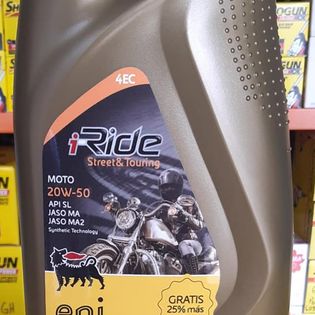 4EC
iRide
Street&Touring
MOTO
20W-50
API SL
JASO MA
JASO MA2
Synthetic Technology
eni
GRATIS
25% más
SHOGUN